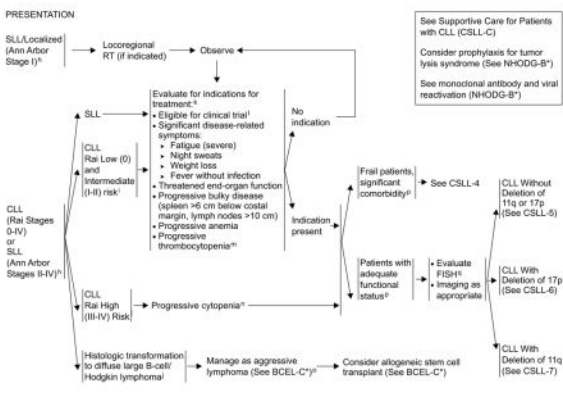 PRESENTATION
SLL/Localized
(Ann Arbor
Stage I)ʰ
Locoregional
RT (if indicated)
Observe
See Supportive Care for Patients
with CLL (CSLL-C)
Consider prophylaxis for tumor
lysis syndrome (See NHODG-B*)
See monoclonal antibody and viral
reactivation (NHODG-B*)
CLL
(Rai Stages
0-IV)
or
SLL
(Ann Arbor
Stages II-IV)ʰ
SLL
CLL
Rai Low (0)
and
Intermediate
(I-II) riskⁱ
Evaluate for indications for
treatment:ᵏ
• Eligible for clinical trialˡ
• Significant disease-related
symptoms:
➤ Fatigue (severe)
➤ Night sweats
➤ Weight loss
➤ Fever without infection
• Threatened end-organ function
• Progressive bulky disease
(spleen >6 cm below costal
margin, lymph nodes >10 cm)
• Progressive anemia
• Progressive
thrombocytopeniaᵐ
No
indication
Indication
present
Frail patients,
significant
comorbidityᵖ
See CSLL-4
Patients with
adequate
functional
statusᵖ
• Evaluate
FISHᵍ
• Imaging as
appropriate
CLL Without
Deletion of
11q or 17p
(See CSLL-5)
CLL With
Deletion of 17p
(See CSLL-6)
CLL With
Deletion of 11q
(See CSLL-7)
CLL
Rai High
(III-IV) Risk
Progressive cytopeniaⁿ
Histologic transformation
to diffuse large B-cell/
Hodgkin lymphomaʲ
Manage as aggressive
lymphoma (See BCEL-C*)ᵒ
Consider allogeneic stem cell
transplant (See BCEL-C*)